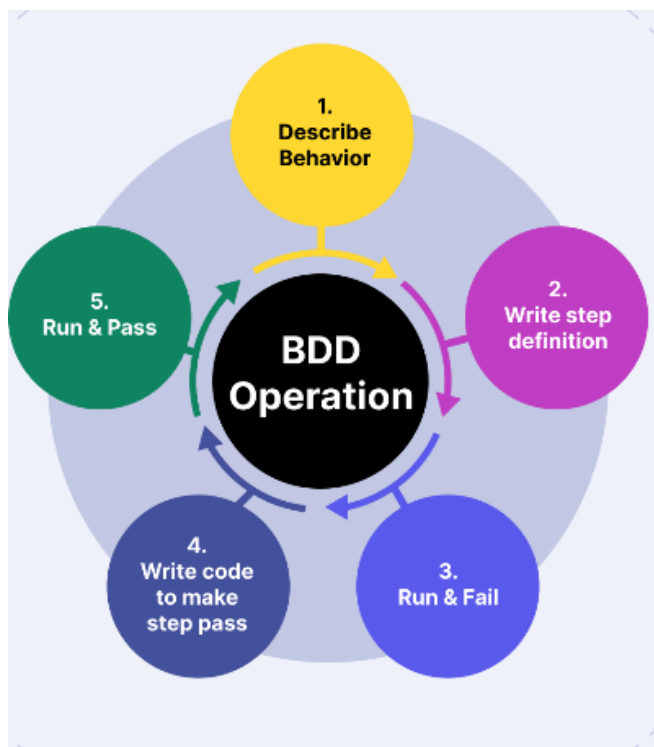 1.
Describe
Behavior
2.
Write step
definition
3.
Run & Fail
4.
Write code
to make
step pass
5.
Run & Pass
BDD
Operation